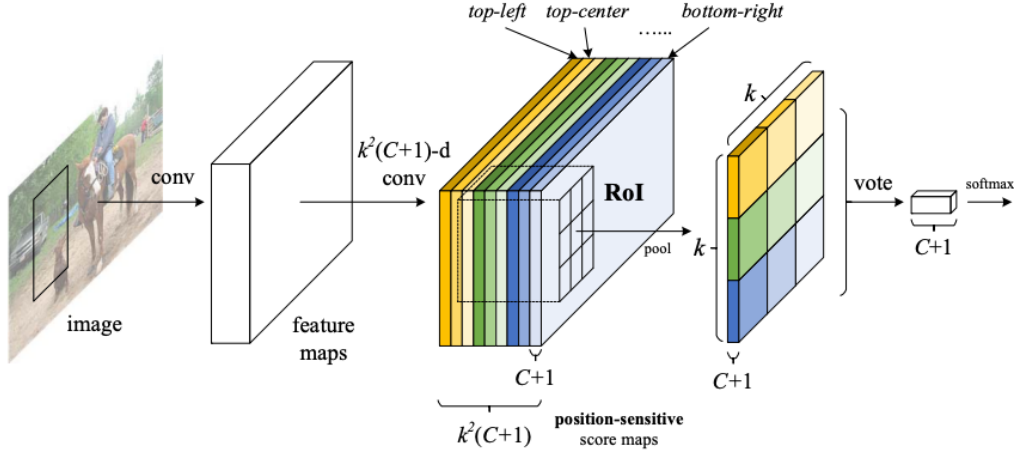 top-left top-center bottom-right
…...
k
k²(C+1)-d
conv
conv
RoI
vote
softmax
k
pool
C+1
image
feature
maps
C+1
C+1
k²(C+1)
position-sensitive
score maps